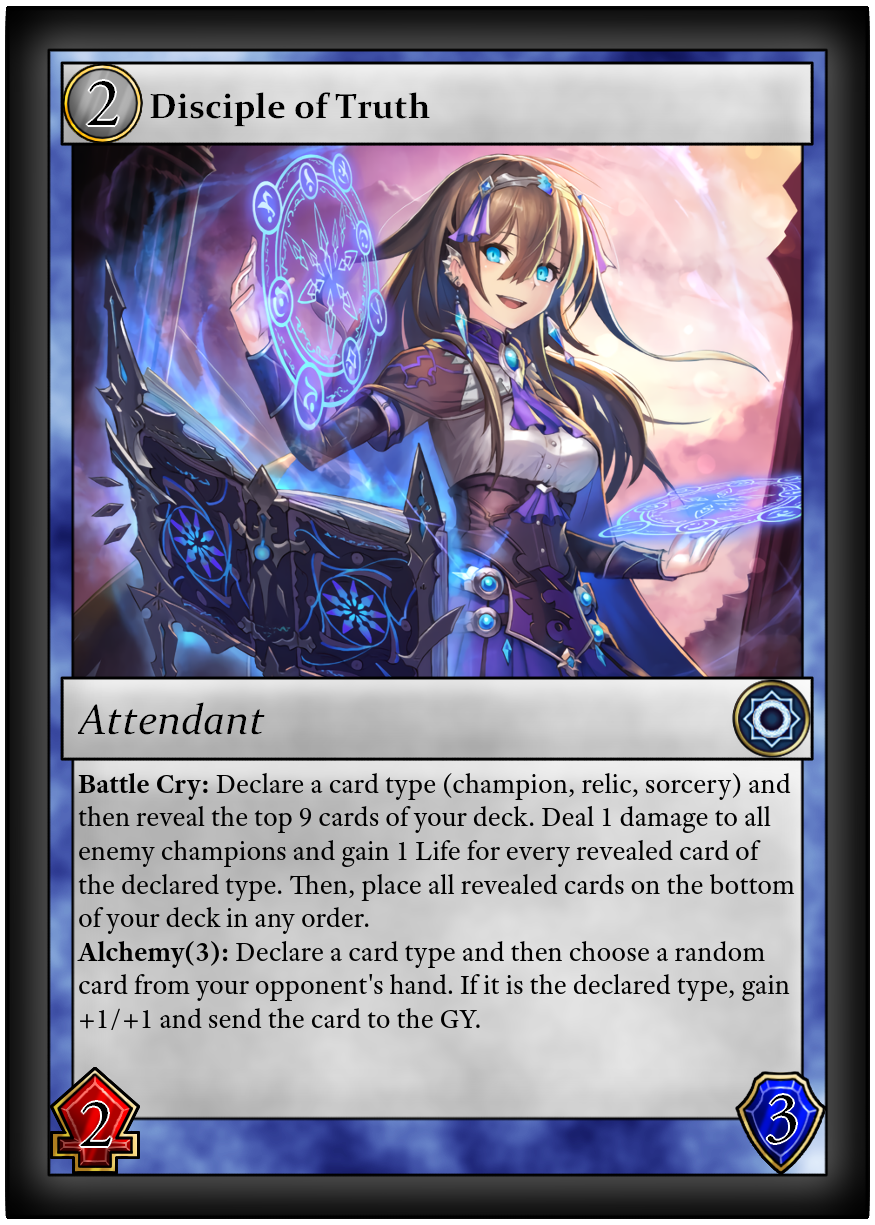 2 Disciple of Truth
Attendant
Battle Cry: Declare a card type (champion, relic, sorcery) and
then reveal the top 9 cards of your deck. Deal 1 damage to all
enemy champions and gain 1 Life for every revealed card of
the declared type. Then, place all revealed cards on the bottom
of your deck in any order.
Alchemy(3): Declare a card type and then choose a random
card from your opponent's hand. If it is the declared type, gain
+1/+1 and send the card to the GY.
2 3